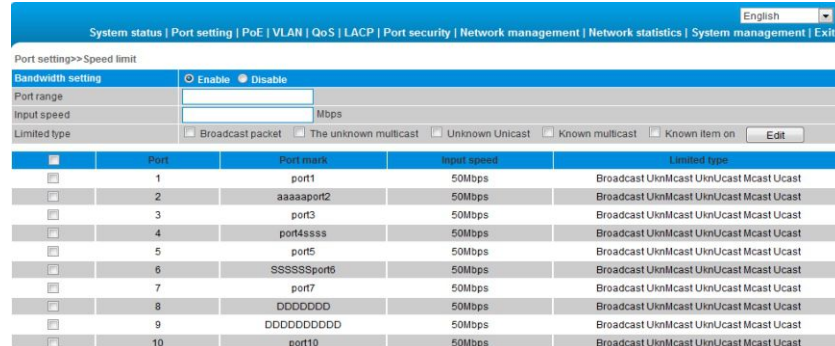 English
System status | Port setting | PoE | VLAN | QoS | LACP | Port security | Network management | Network statistics | System management | Exit
Port setting>>Speed limit
Bandwidth setting Enable Disable
Port range
Input speed Mbps
Limited type Broadcast packet The unknown multicast Unknown Unicast Known multicast Known item on Edit
Port Port mark Input speed Limited type
1 port1 50Mbps Broadcast UknMcast UknUcast Mcast Ucast
2 aaaaaport2 50Mbps Broadcast UknMcast UknUcast Mcast Ucast
3 port3 50Mbps Broadcast UknMcast UknUcast Mcast Ucast
4 port4ssss 50Mbps Broadcast UknMcast UknUcast Mcast Ucast
5 port5 50Mbps Broadcast UknMcast UknUcast Mcast Ucast
6 SSSSSSport6 50Mbps Broadcast UknMcast UknUcast Mcast Ucast
7 port7 50Mbps Broadcast UknMcast UknUcast Mcast Ucast
8 DDDDDDD 50Mbps Broadcast UknMcast UknUcast Mcast Ucast
9 DDDDDDDDDD 50Mbps Broadcast UknMcast UknUcast Mcast Ucast
10 port10 50Mbps Broadcast UknMcast UknUcast Mcast Ucast